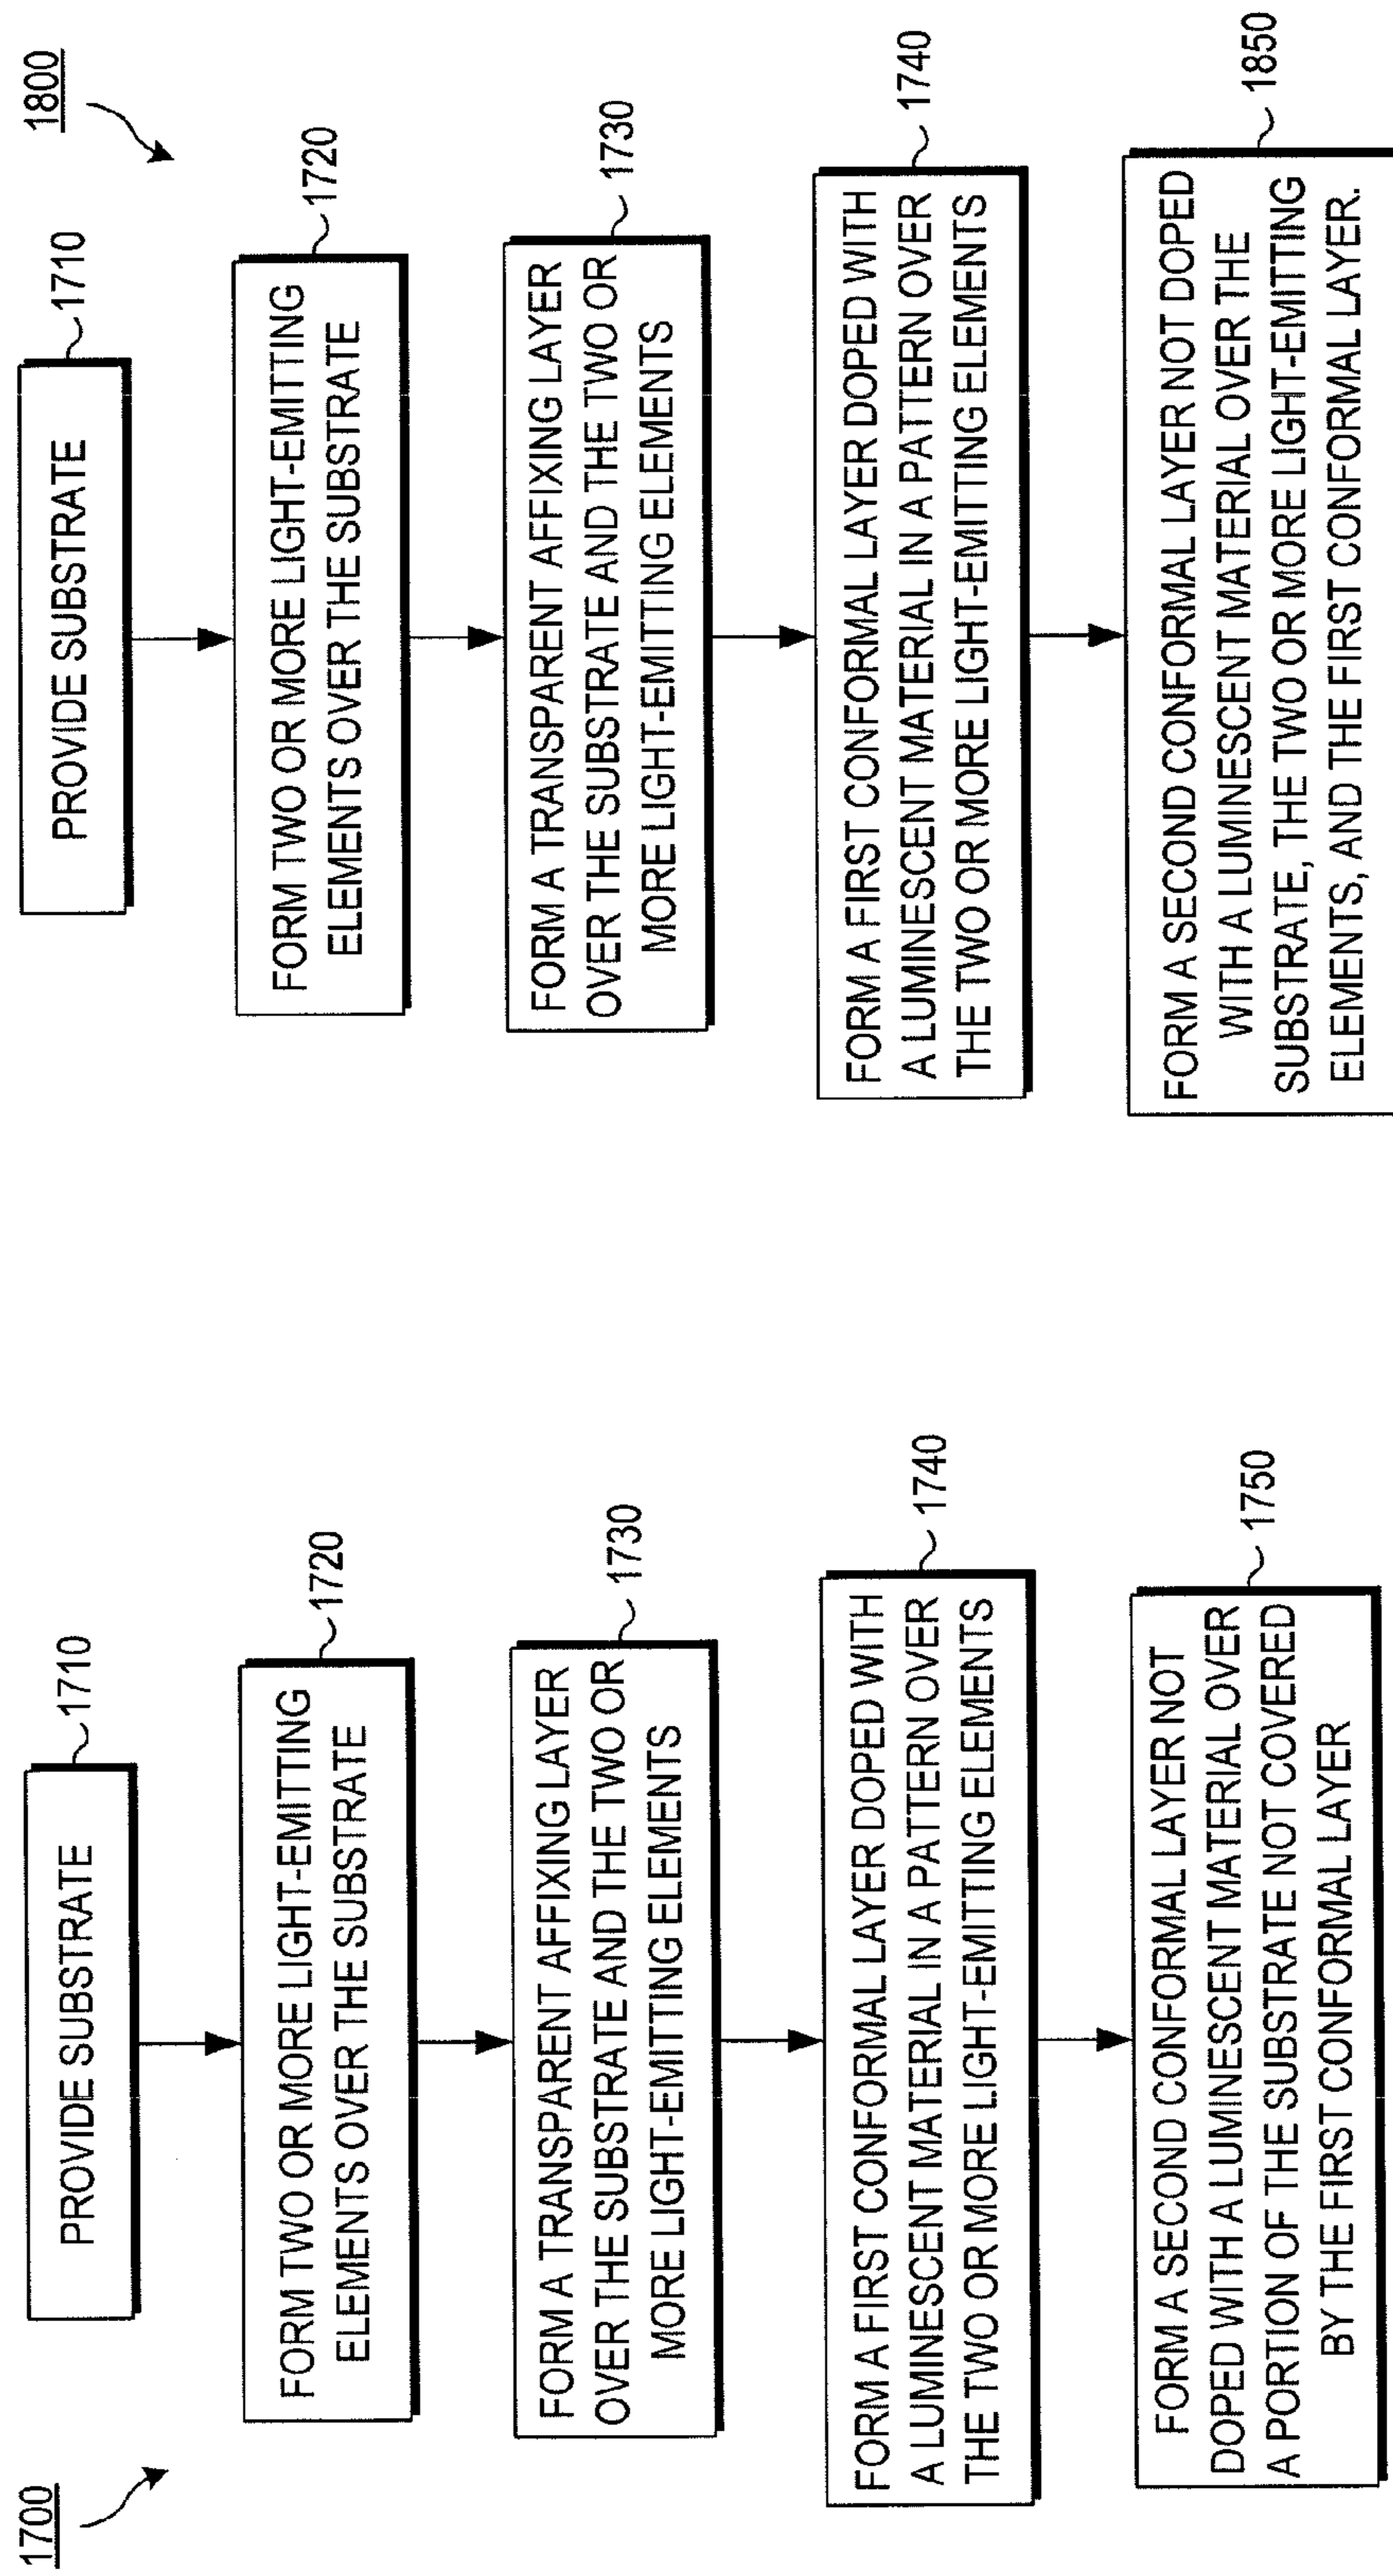 1700
PROVIDE SUBSTRATE
1710
FORM TWO OR MORE LIGHT-EMITTING
ELEMENTS OVER THE SUBSTRATE
1720
FORM A TRANSPARENT AFFIXING LAYER
OVER THE SUBSTRATE AND THE TWO OR
MORE LIGHT-EMITTING ELEMENTS
1730
FORM A FIRST CONFORMAL LAYER DOPED WITH
A LUMINESCENT MATERIAL IN A PATTERN OVER
THE TWO OR MORE LIGHT-EMITTING ELEMENTS
1740
FORM A SECOND CONFORMAL LAYER NOT
DOPED WITH A LUMINESCENT MATERIAL OVER
A PORTION OF THE SUBSTRATE NOT COVERED
BY THE FIRST CONFORMAL LAYER
1750
1800
PROVIDE SUBSTRATE
1710
FORM TWO OR MORE LIGHT-EMITTING
ELEMENTS OVER THE SUBSTRATE
1720
FORM A TRANSPARENT AFFIXING LAYER
OVER THE SUBSTRATE AND THE TWO OR
MORE LIGHT-EMITTING ELEMENTS
1730
FORM A FIRST CONFORMAL LAYER DOPED WITH
A LUMINESCENT MATERIAL IN A PATTERN OVER
THE TWO OR MORE LIGHT-EMITTING ELEMENTS
1740
FORM A SECOND CONFORMAL LAYER NOT DOPED
WITH A LUMINESCENT MATERIAL OVER THE
SUBSTRATE, THE TWO OR MORE LIGHT-EMITTING
ELEMENTS, AND THE FIRST CONFORMAL LAYER.
1850